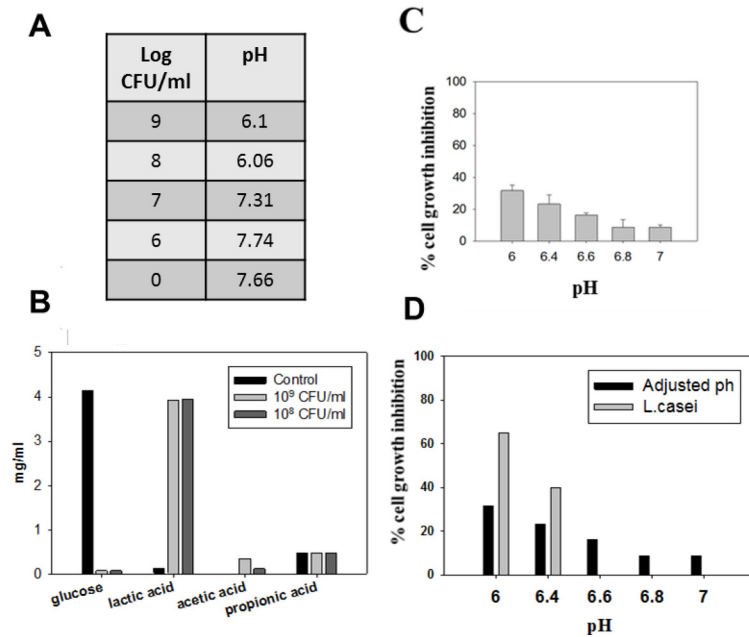 A
Log CFU/ml pH
9 6.1
8 6.06
7 7.31
6 7.74
0 7.66
B
5
4
3
2
1
0
mg/ml
Control
10⁹ CFU/ml
10⁸ CFU/ml
glucose lactic acid acetic acid propionic acid
C
100
80
60
40
20
0
% cell growth inhibition
6 6.4 6.6 6.8 7
pH
D
100
80
60
40
20
0
% cell growth inhibition
Adjusted ph
L.casei
6 6.4 6.6 6.8 7
pH